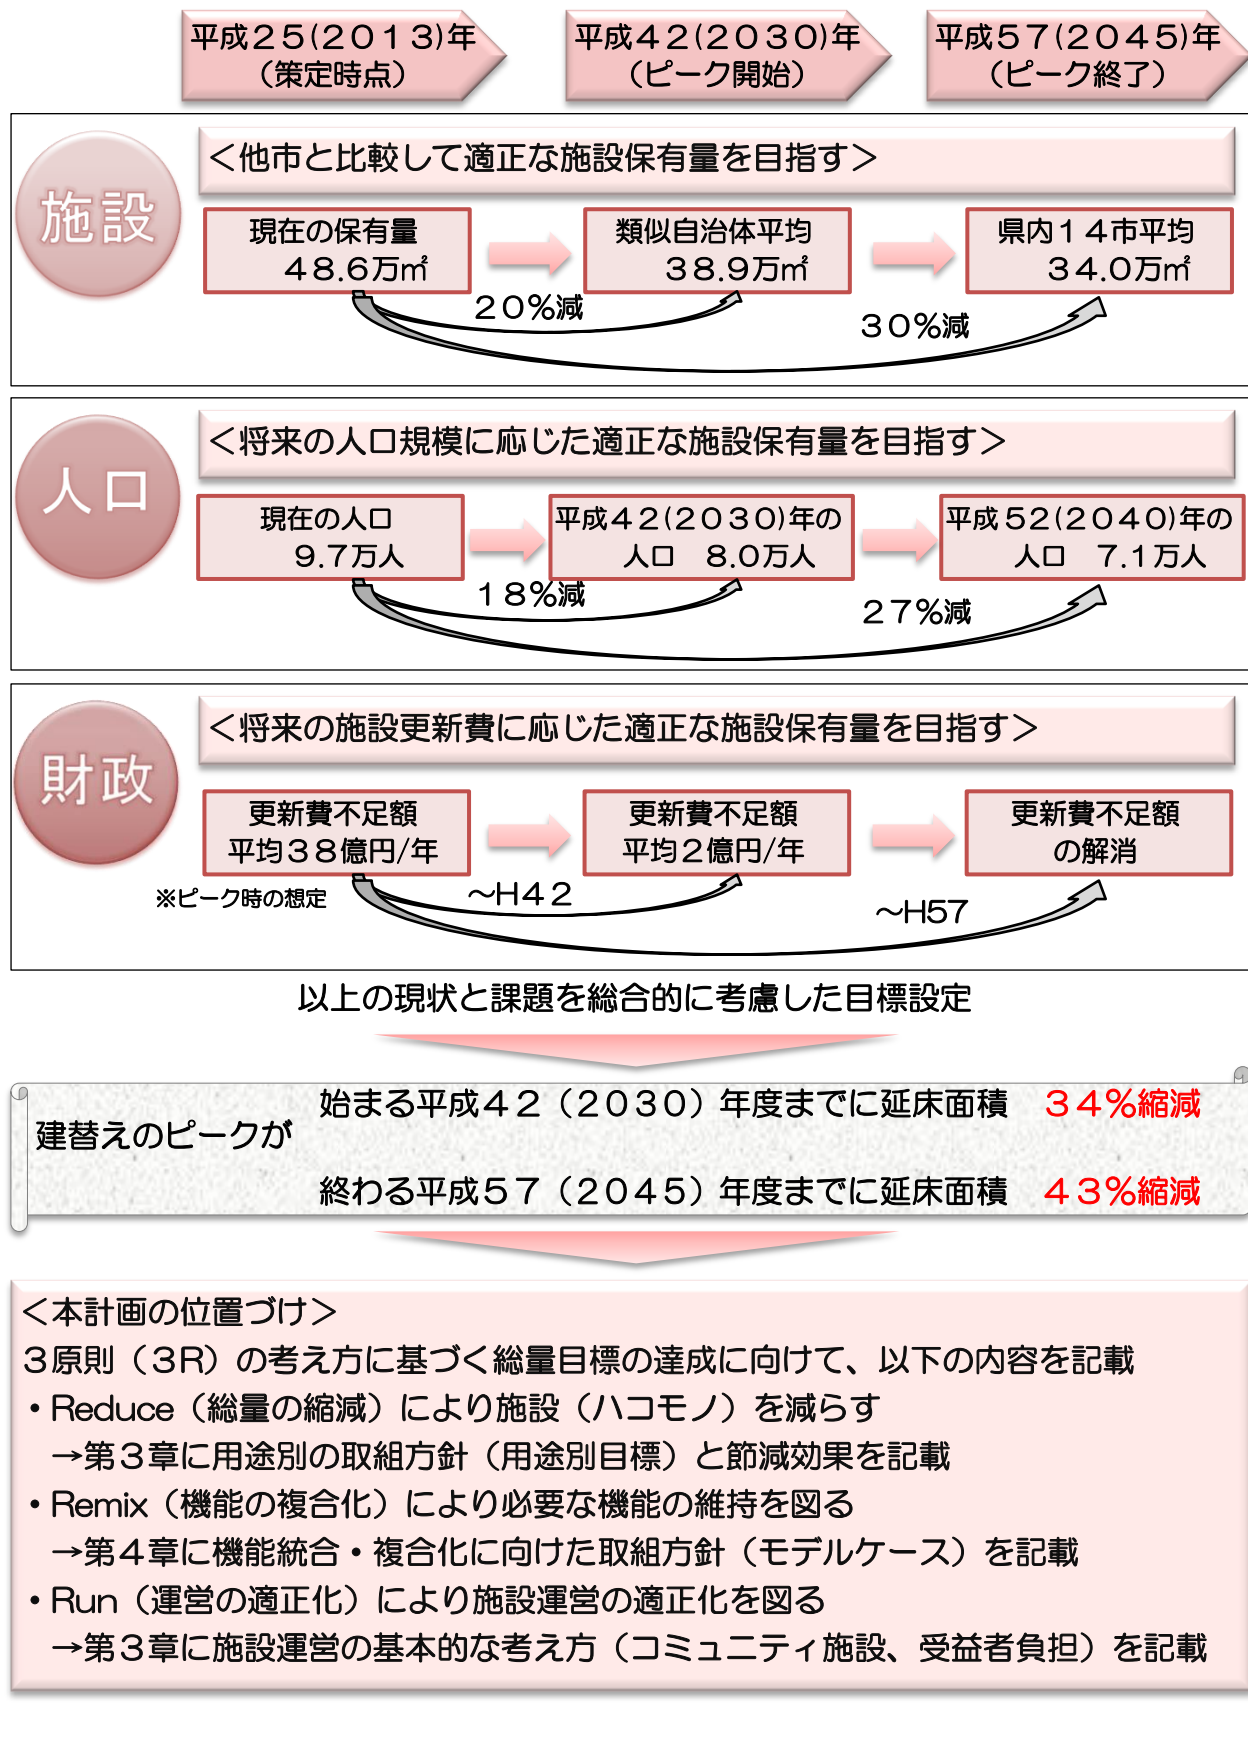 平成２５(２０１３)年
（策定時点）
平成４２(２０３０)年
（ピーク開始）
平成５７(２０４５)年
（ピーク終了）
施設
＜他市と比較して適正な施設保有量を目指す＞
現在の保有量
４８.６万㎡
類似自治体平均
３８.９万㎡
県内１４市平均
３４.０万㎡
２０％減
３０％減
人口
＜将来の人口規模に応じた適正な施設保有量を目指す＞
現在の人口
９.７万人
平成４２(２０３０)年の
人口　８.０万人
平成５２(２０４０)年の
人口　７.１万人
１８％減
２７％減
財政
＜将来の施設更新費に応じた適正な施設保有量を目指す＞
更新費不足額
平均３８億円/年
更新費不足額
平均２億円/年
更新費不足額
の解消
※ピーク時の想定
～H４２
～H57
以上の現状と課題を総合的に考慮した目標設定
建替えのピークが
始まる平成４２（２０３０）年度までに延床面積　３４％縮減
終わる平成５７（２０４５）年度までに延床面積　４３％縮減
＜本計画の位置づけ＞
３原則（３R）の考え方に基づく総量目標の達成に向けて、以下の内容を記載
・Reduce（総量の縮減）により施設（ハコモノ）を減らす
→第３章に用途別の取組方針（用途別目標）と節減効果を記載
・Remix（機能の複合化）により必要な機能の維持を図る
→第４章に機能統合・複合化に向けた取組方針（モデルケース）を記載
・Run（運営の適正化）により施設運営の適正化を図る
→第３章に施設運営の基本的な考え方（コミュニティ施設、受益者負担）を記載